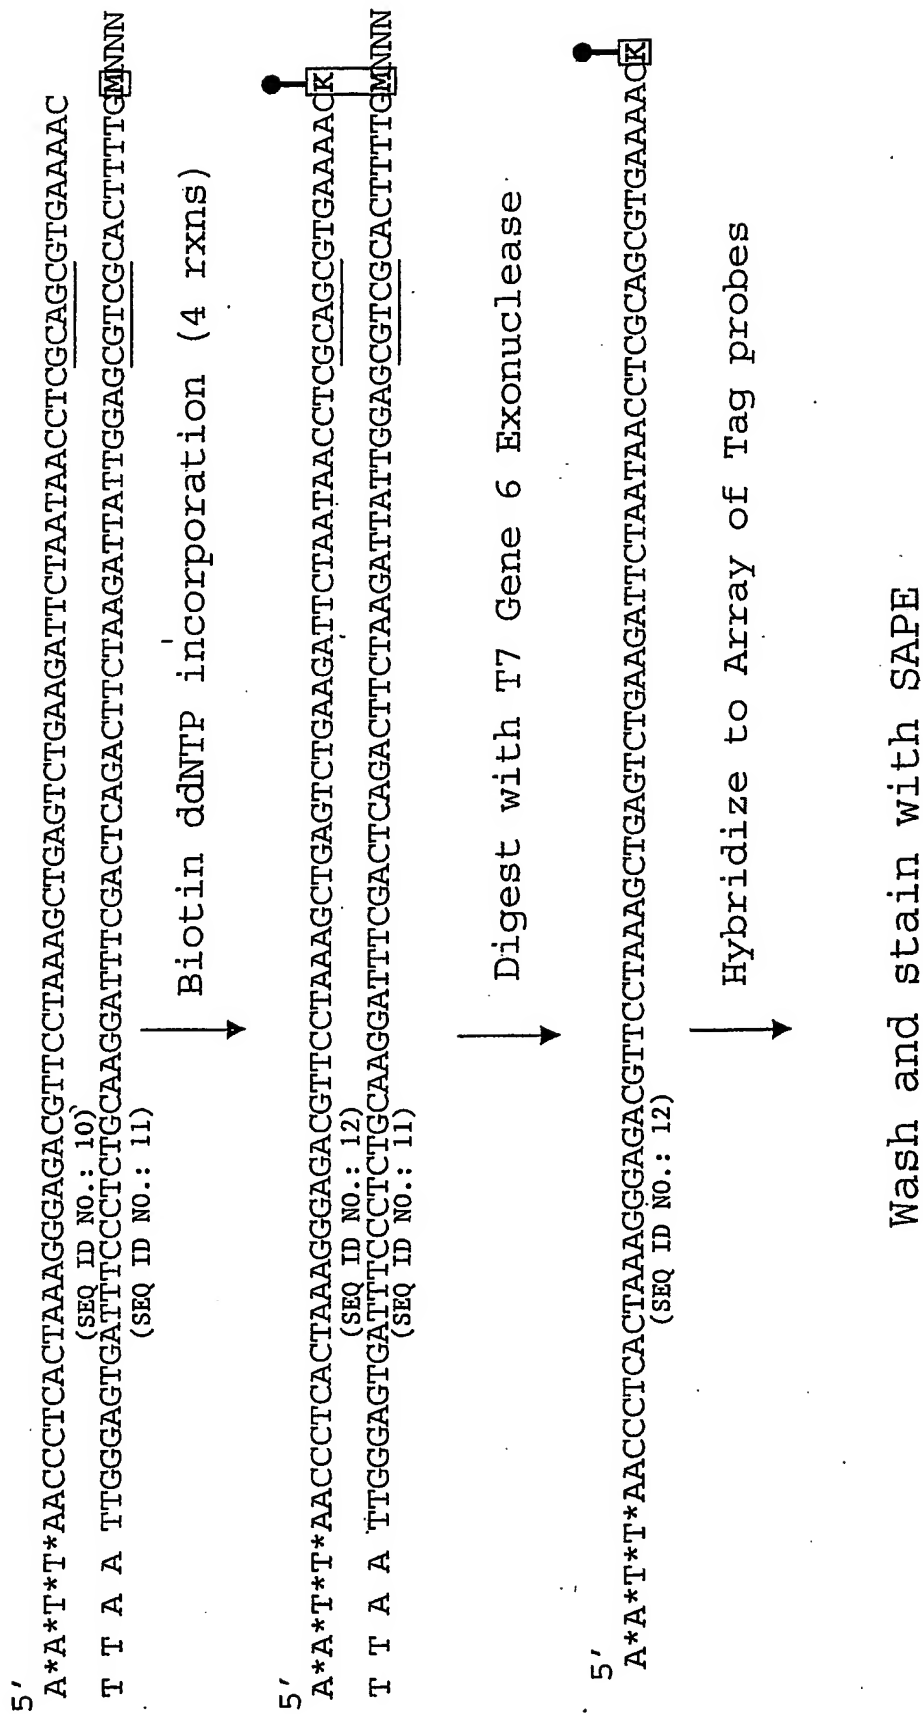 5'
A*A*T*T*AACCCTCACTAAAGGGAGACGTTCCTAAAGCTGAGTCTGAAGATTCTAATAACCTCGCAGCGTGAAAAC
(SEQ ID NO.: 10)
T T A A TTGGGAGTGATTTCCCTCTGCAAGGATTTCGACTCAGACTTCTAAGATTATTGGAGCGTCGCACTTTTGMNNN
(SEQ ID NO.: 11)
Biotin ddNTP incorporation (4 rxns)
5'
A*A*T*T*AACCCTCACTAAAGGGAGACGTTCCTAAAGCTGAGTCTGAAGATTCTAATAACCTCGCAGCGTGAAAACK
(SEQ ID NO.: 12)
T T A A TTGGGAGTGATTTCCCTCTGCAAGGATTTCGACTCAGACTTCTAAGATTATTGGAGCGTCGCACTTTTGMNNN
(SEQ ID NO.: 11)
Digest with T7 Gene 6 Exonuclease
5'
A*A*T*T*AACCCTCACTAAAGGGAGACGTTCCTAAAGCTGAGTCTGAAGATTCTAATAACCTCGCAGCGTGAAAACK
(SEQ ID NO.: 12)
Hybridize to Array of Tag probes
Wash and stain with SAPE